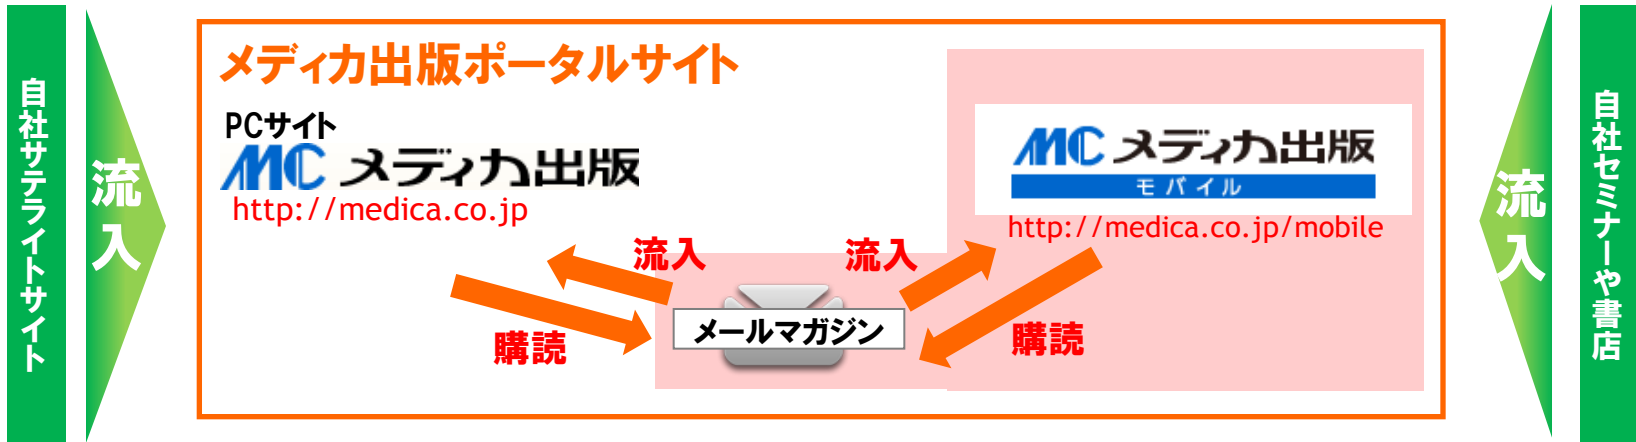 自社サテライトサイト
流入
メディカ出版ポータルサイト
PCサイト
MC メディカ出版
http://medica.co.jp
MC メディカ出版
モバイル
http://medica.co.jp/mobile
流入
流入
メールマガジン
購読
購読
流入
自社セミナーや書店